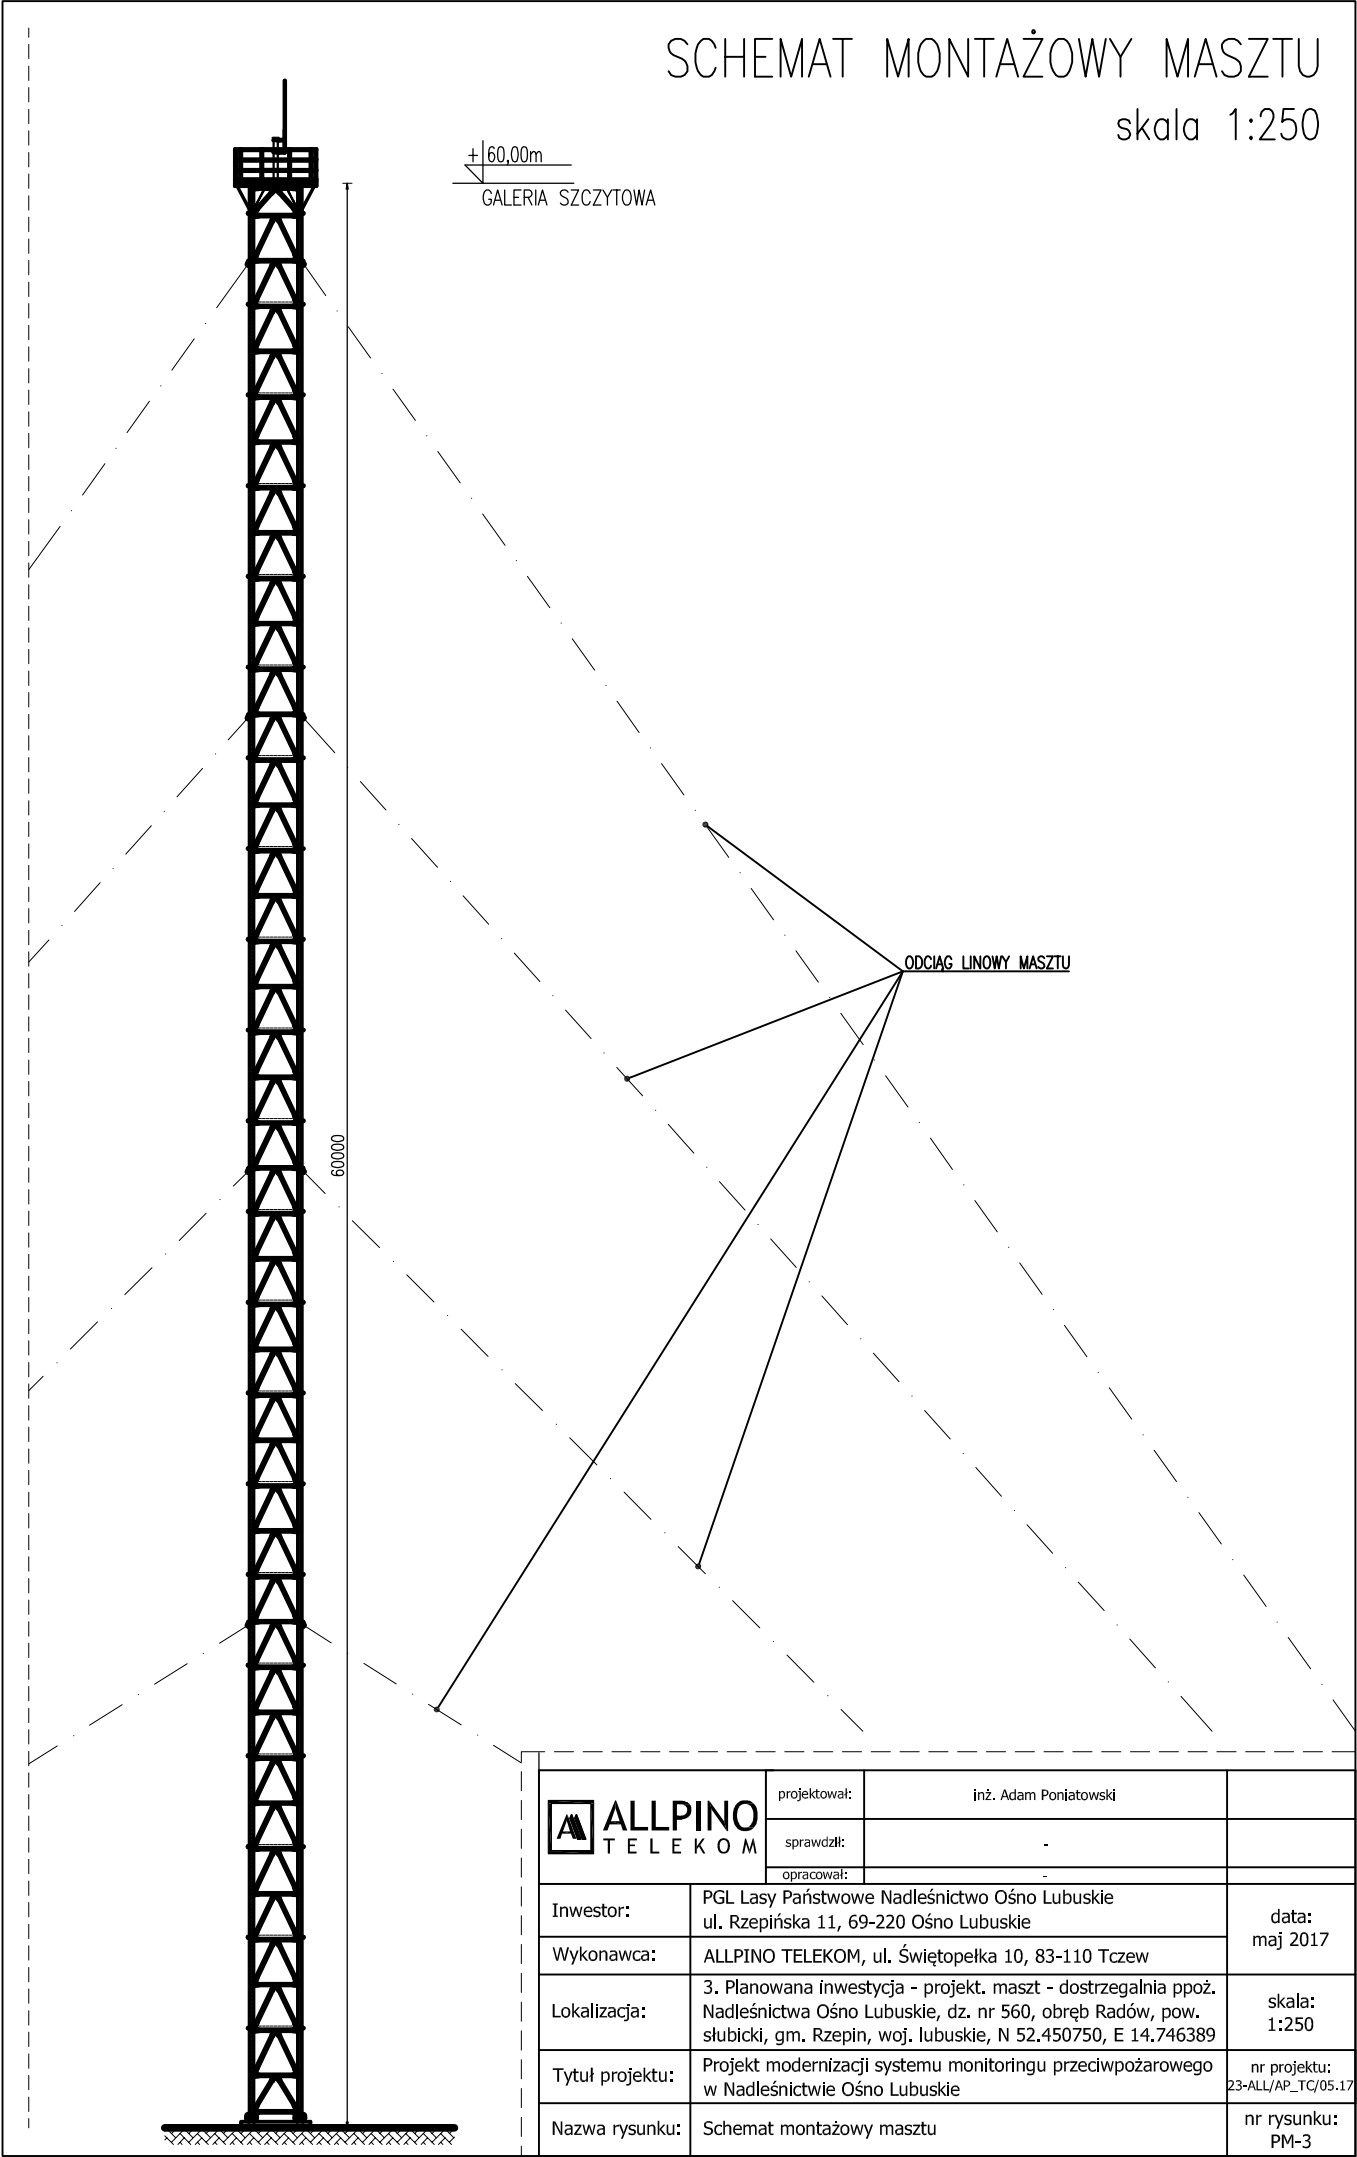 SCHEMAT MONTAŻOWY MASZTU
skala 1:250
+ 60,00m
GALERIA SZCZYTOWA
ODCIĄG LINOWY MASZTU
60000
ALLPINO
TELEKOM
projektował:
inż. Adam Poniatowski
sprawdził:
-
opracował:
-
Inwestor:
PGL Lasy Państwowe Nadleśnictwo Ośno Lubuskie
ul. Rzepińska 11, 69-220 Ośno Lubuskie
data:
maj 2017
Wykonawca:
ALLPINO TELEKOM, ul. Świętopełka 10, 83-110 Tczew
Lokalizacja:
3. Planowana inwestycja - projekt. maszt - dostrzegalnia ppoż.
Nadleśnictwa Ośno Lubuskie, dz. nr 560, obręb Radów, pow.
słubicki, gm. Rzepin, woj. lubuskie, N 52.450750, E 14.746389
skala:
1:250
Tytuł projektu:
Projekt modernizacji systemu monitoringu przeciwpożarowego
w Nadleśnictwie Ośno Lubuskie
nr projektu:
23-ALL/AP_TC/05.17
Nazwa rysunku:
Schemat montażowy masztu
nr rysunku:
PM-3